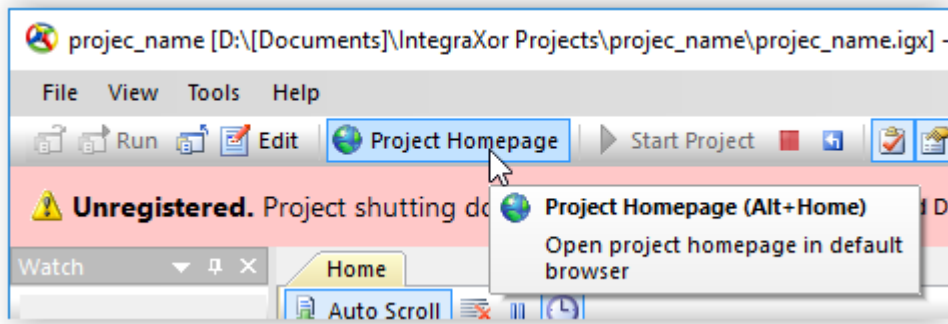 projec_name [D:\[Documents]\IntegraXor Projects\projec_name\projec_name.igx] -
File View Tools Help
Run Edit Project Homepage Start Project
Unregistered. Project shutting d D
Project Homepage (Alt+Home)
Open project homepage in default
browser
Watch
Home
Auto Scroll